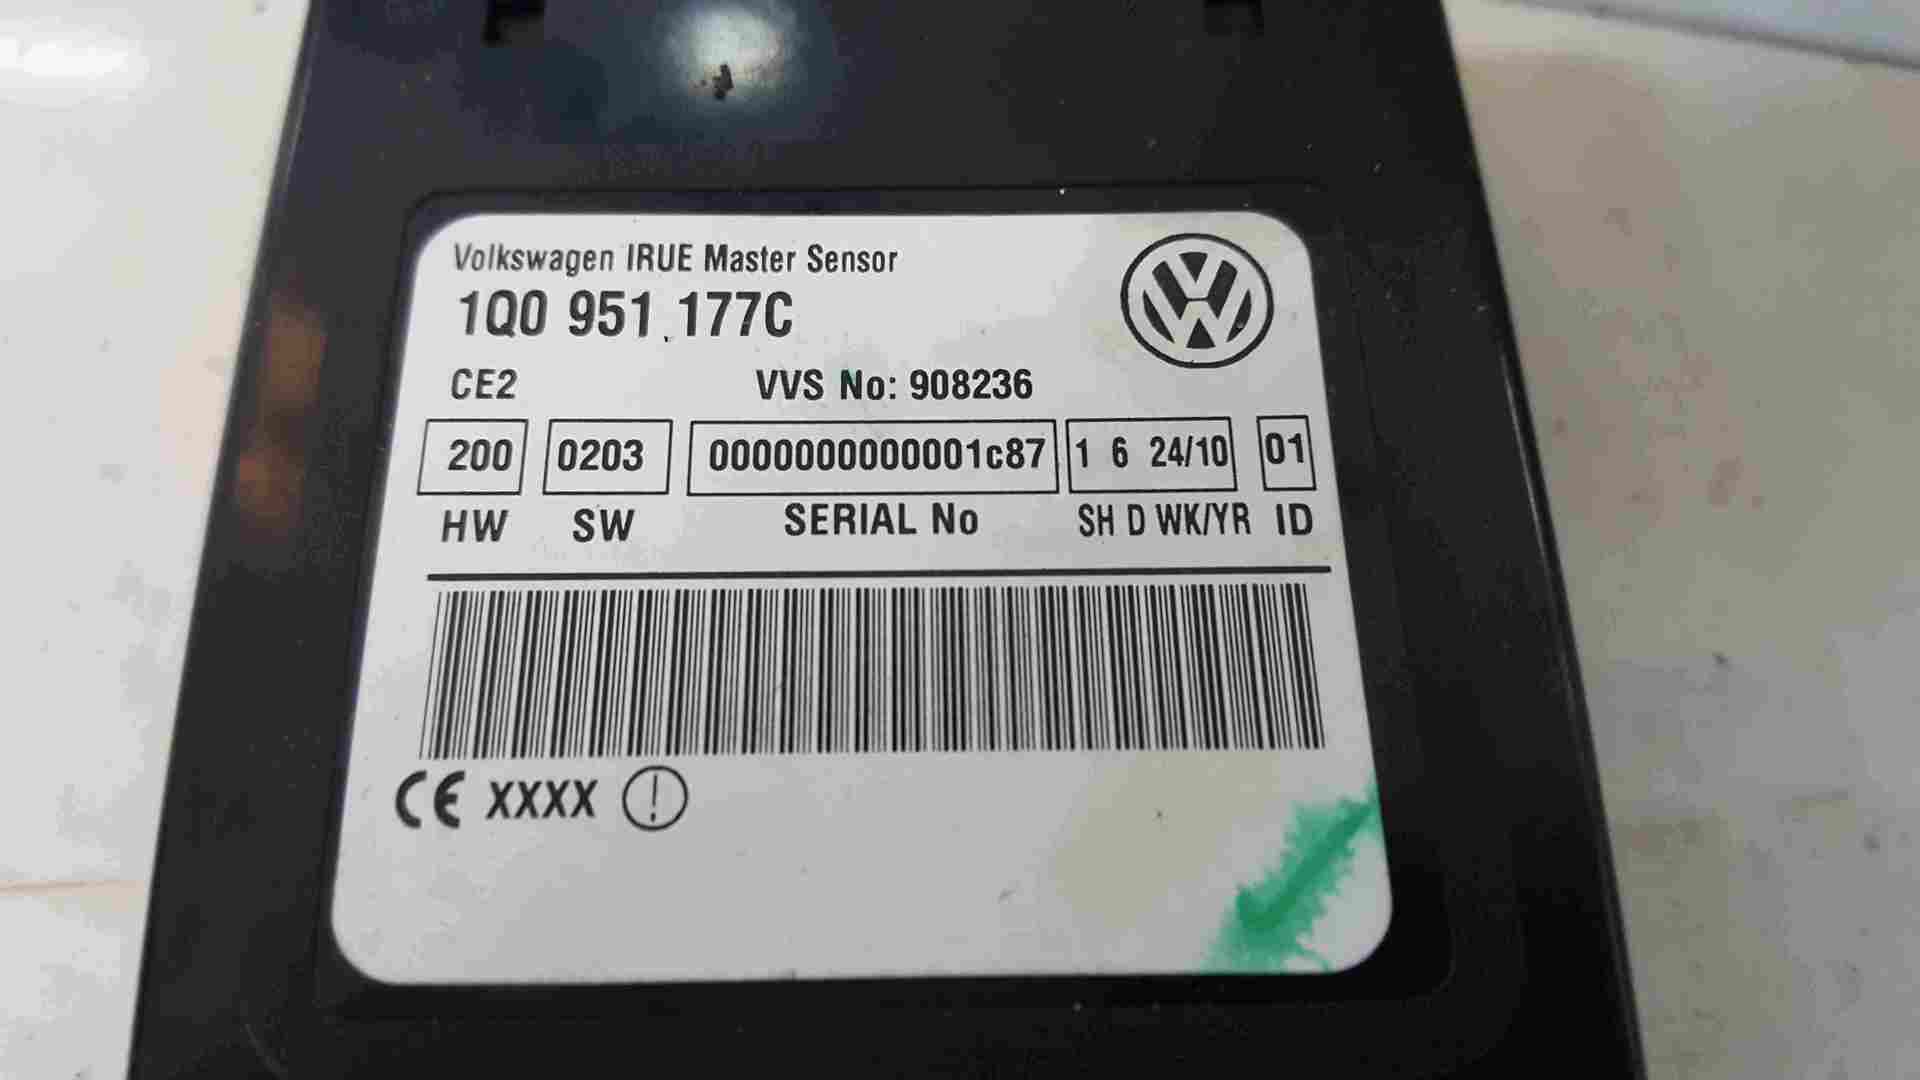 Volkswagen IRUE Master Sensor
1Q0 951 177C
CE2 VVS No: 908236
200 0203 0000000000001c87 1 6 24/10 01
HW SW SERIAL No SH D WK/YR ID
CE XXXX !